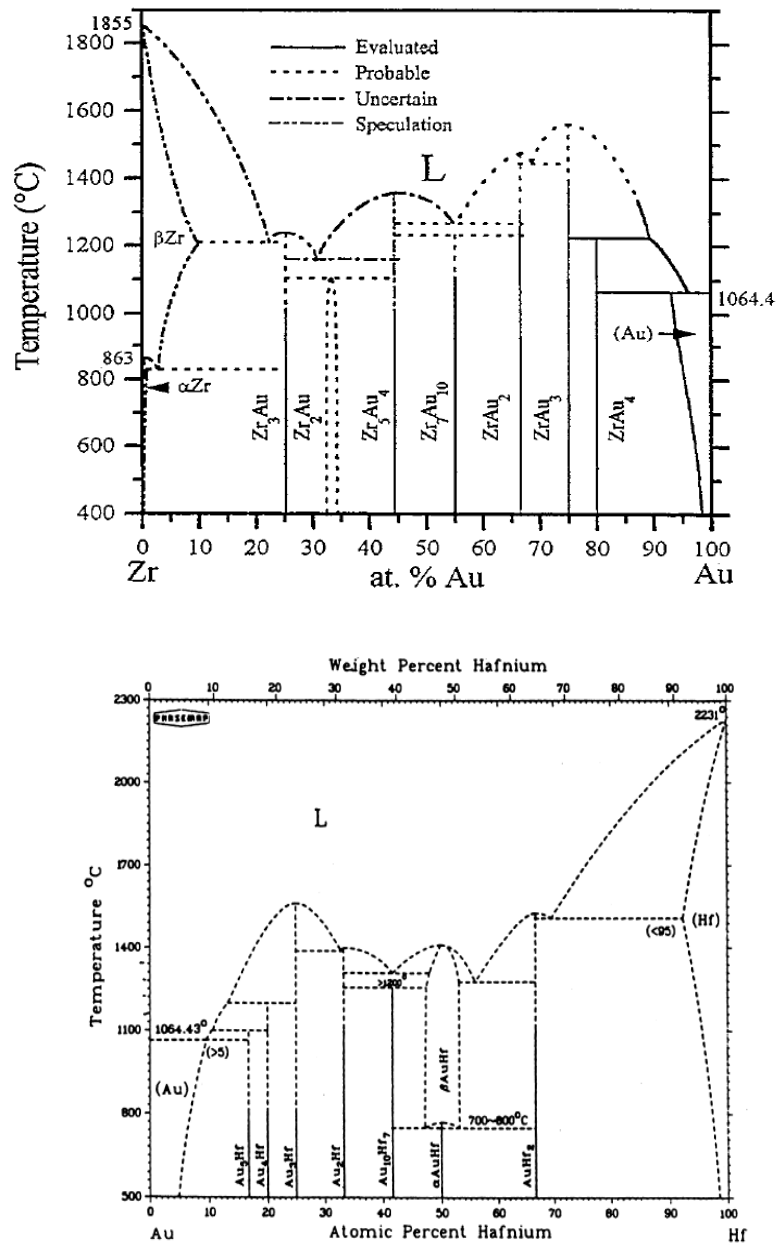 1855
1800
1600
1400
1200
1000
863
800
600
400
Temperature (°C)
Evaluated
Probable
Uncertain
Speculation
L
βZr
αZr
(Au)
1064.4
Zr3Au
Zr2Au
Zr5Au4
Zr7Au10
ZrAu2
ZrAu3
ZrAu4
0 10 20 30 40 50 60 70 80 90 100
Zr at. % Au Au
Weight Percent Hafnium
0 10 20 30 40 50 60 70 80 90 100
2300
PHASEMAP
2231°
2000
L
1700
Temperature °C
1400
(<95) (Hf)
>1200°
1100
1064.43°
(>5)
(Au)
βAuHf
800
700~800°C
Au5Hf
Au4Hf
Au3Hf
Au2Hf
Au10Hf7
αAuHf
AuHf2
500
0 10 20 30 40 50 60 70 80 90 100
Au Atomic Percent Hafnium Hf